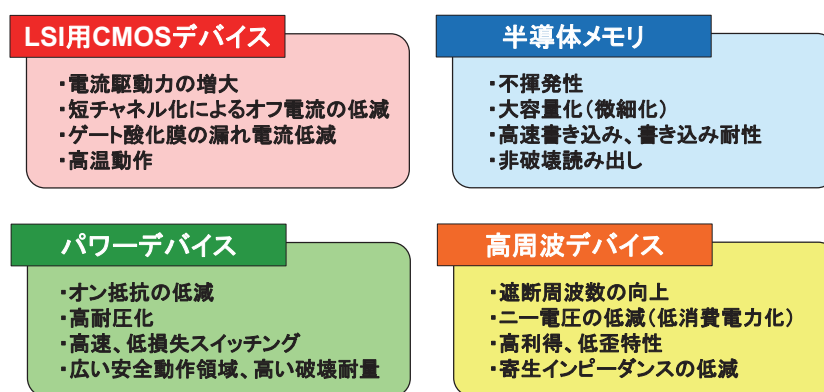 LSI用CMOSデバイス
・電流駆動力の増大
・短チャネル化によるオフ電流の低減
・ゲート酸化膜の漏れ電流低減
・高温動作
半導体メモリ
・不揮発性
・大容量化(微細化)
・高速書き込み、書き込み耐性
・非破壊読み出し
パワーデバイス
・オン抵抗の低減
・高耐圧化
・高速、低損失スイッチング
・広い安全動作領域、高い破壊耐量
高周波デバイス
・遮断周波数の向上
・ニー電圧の低減(低消費電力化)
・高利得、低歪特性
・寄生インピーダンスの低減